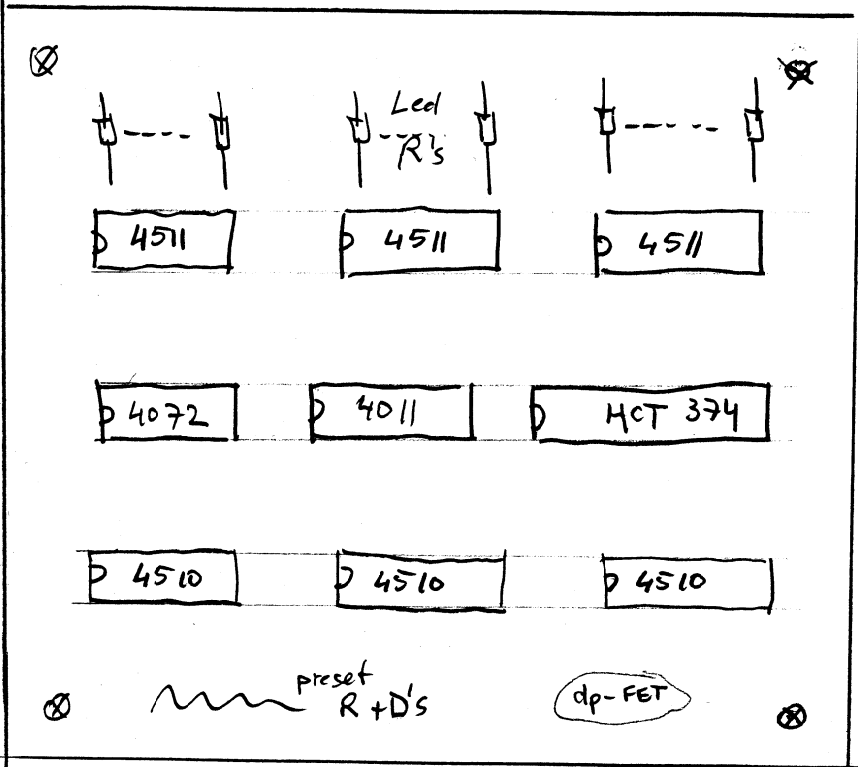 Led
R's
4511 4511 4511
4072 4011 HCT 374
4510 4510 4510
preset
R + D's
dp-FET